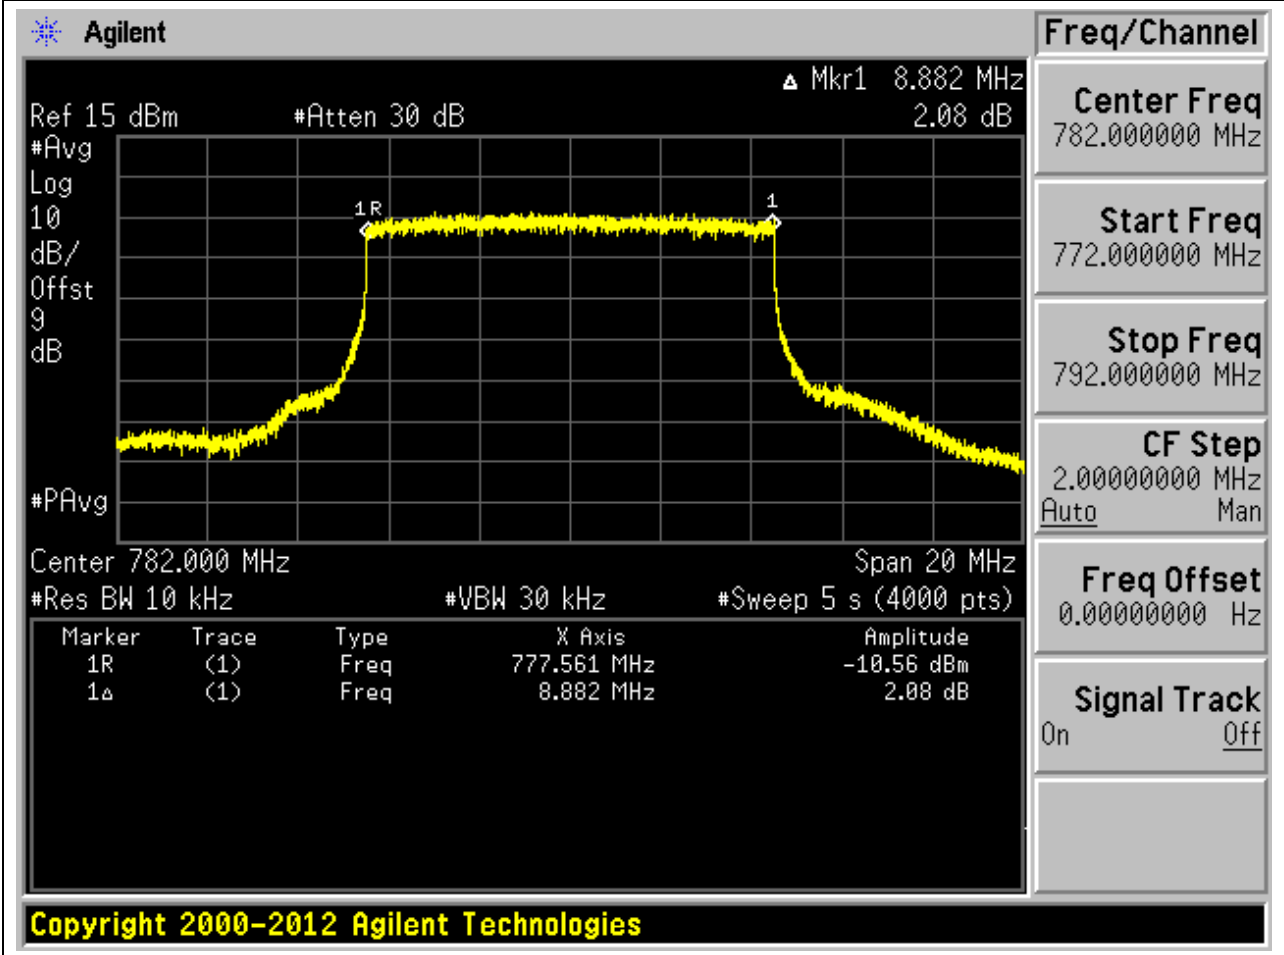 Agilent
Freq/Channel
Δ Mkr1 8.882 MHz
Ref 15 dBm #Atten 30 dB 2.08 dB
#Avg
Log
10
dB/
Offst
9
dB
#PAvg
1R
1
Center 782.000 MHz Span 20 MHz
#Res BW 10 kHz #VBW 30 kHz #Sweep 5 s (4000 pts)
Marker Trace Type X Axis Amplitude
1R (1) Freq 777.561 MHz -10.56 dBm
1Δ (1) Freq 8.882 MHz 2.08 dB
Center Freq
782.000000 MHz
Start Freq
772.000000 MHz
Stop Freq
792.000000 MHz
CF Step
2.00000000 MHz
Auto Man
Freq Offset
0.00000000 Hz
Signal Track
On Off
Copyright 2000-2012 Agilent Technologies